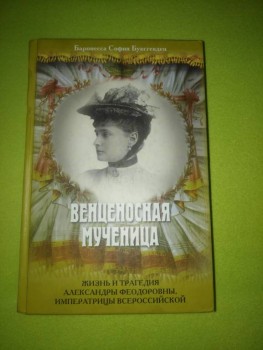 Баронесса София Буксгевден
ВЕНЦЕНОСНАЯ
МУЧЕНИЦА
ЖИЗНЬ И ТРАГЕДИЯ
АЛЕКСАНДРЫ ФЕОДОРОВНЫ,
ИМПЕРАТРИЦЫ ВСЕРОССИЙСКОЙ